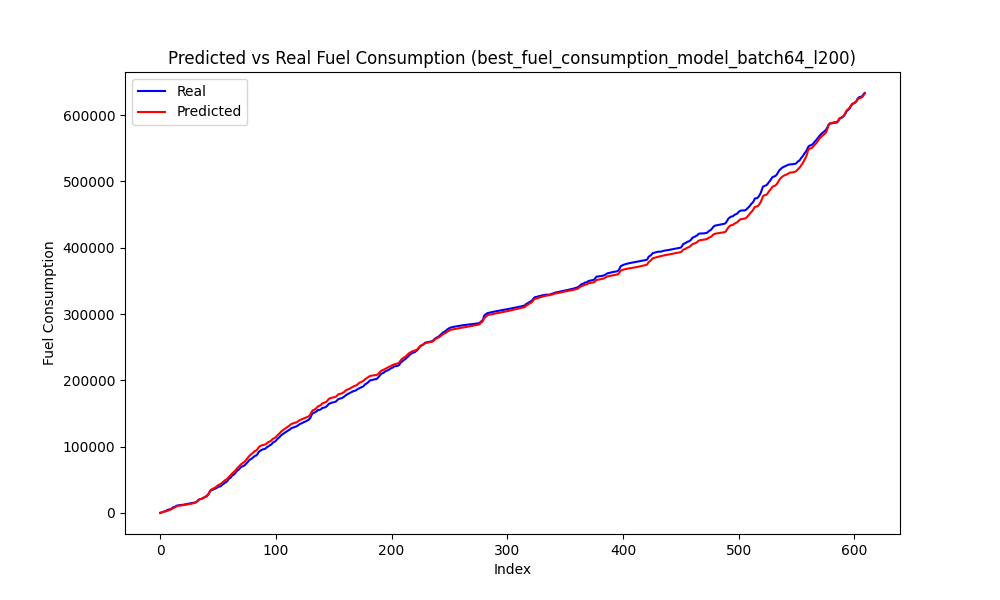 Predicted vs Real Fuel Consumption (best_fuel_consumption_model_batch64_l200)
Real
Predicted
600000
500000
400000
300000
200000
100000
0
Fuel Consumption
0 100 200 300 400 500 600
Index